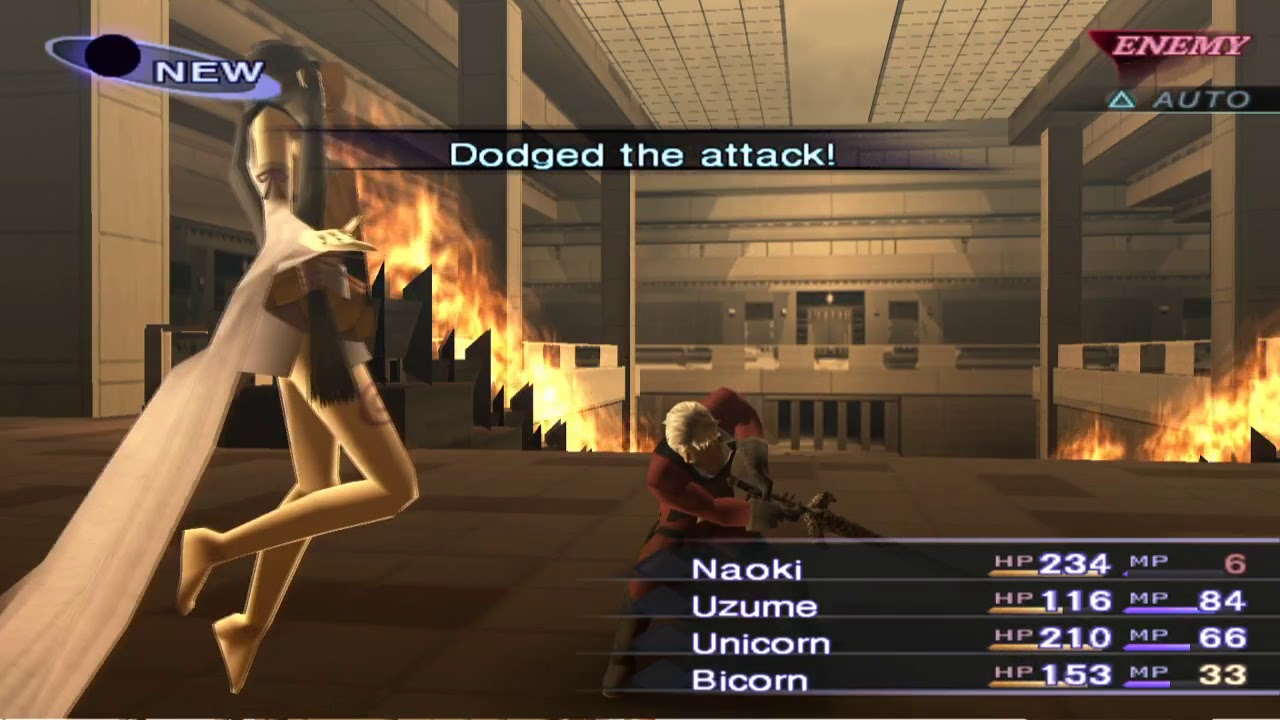 NEW
ENEMY
△ AUTO
Dodged the attack!
Naoki HP 234 MP 6
Uzume HP 116 MP 84
Unicorn HP 210 MP 66
Bicorn HP 153 MP 33